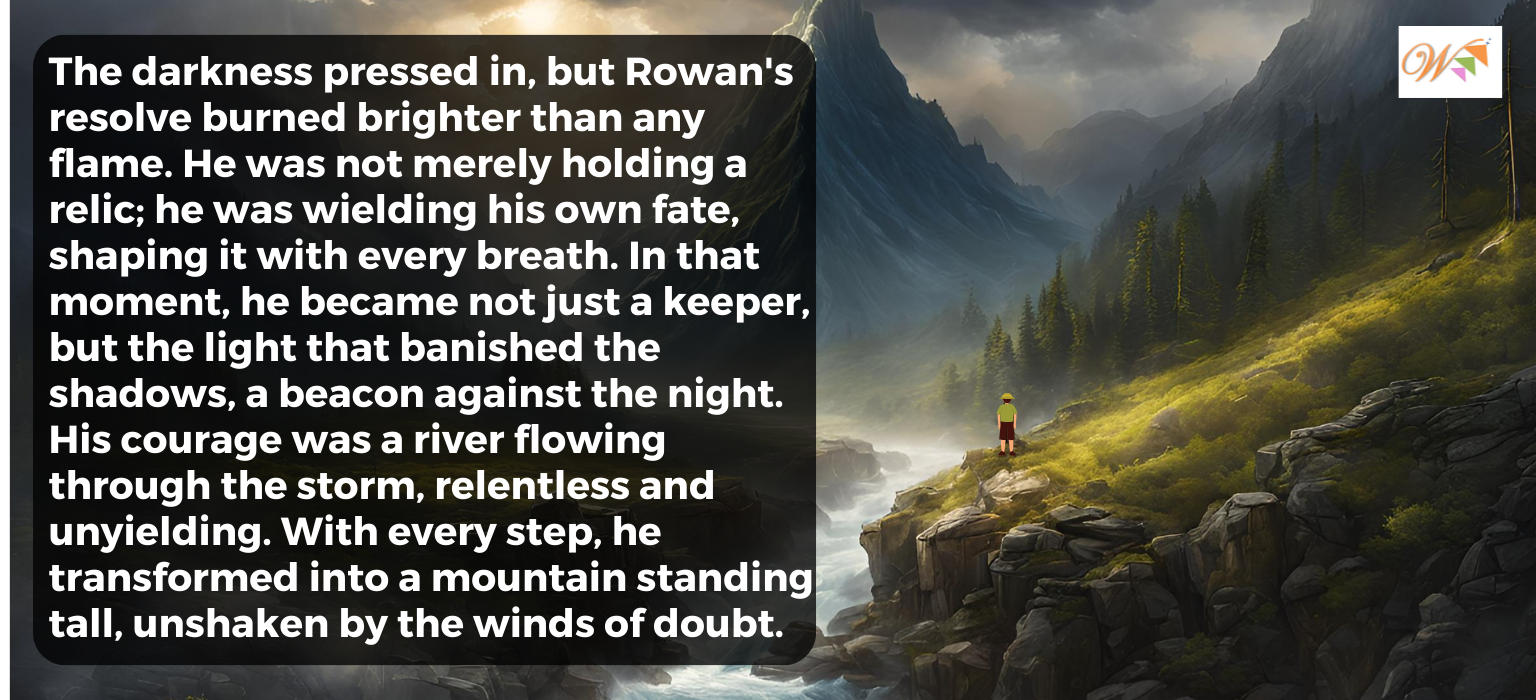 The darkness pressed in, but Rowan's
resolve burned brighter than any
flame. He was not merely holding a
relic; he was wielding his own fate,
shaping it with every breath. In that
moment, he became not just a keeper,
but the light that banished the
shadows, a beacon against the night.
His courage was a river flowing
through the storm, relentless and
unyielding. With every step, he
transformed into a mountain standing
tall, unshaken by the winds of doubt.
W